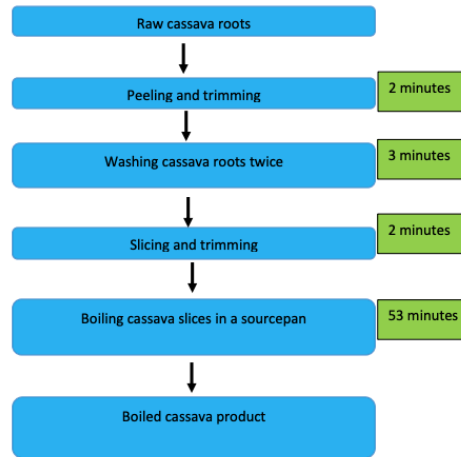 Raw cassava roots
Peeling and trimming
2 minutes
Washing cassava roots twice
3 minutes
Slicing and trimming
2 minutes
Boiling cassava slices in a sourcepan
53 minutes
Boiled cassava product